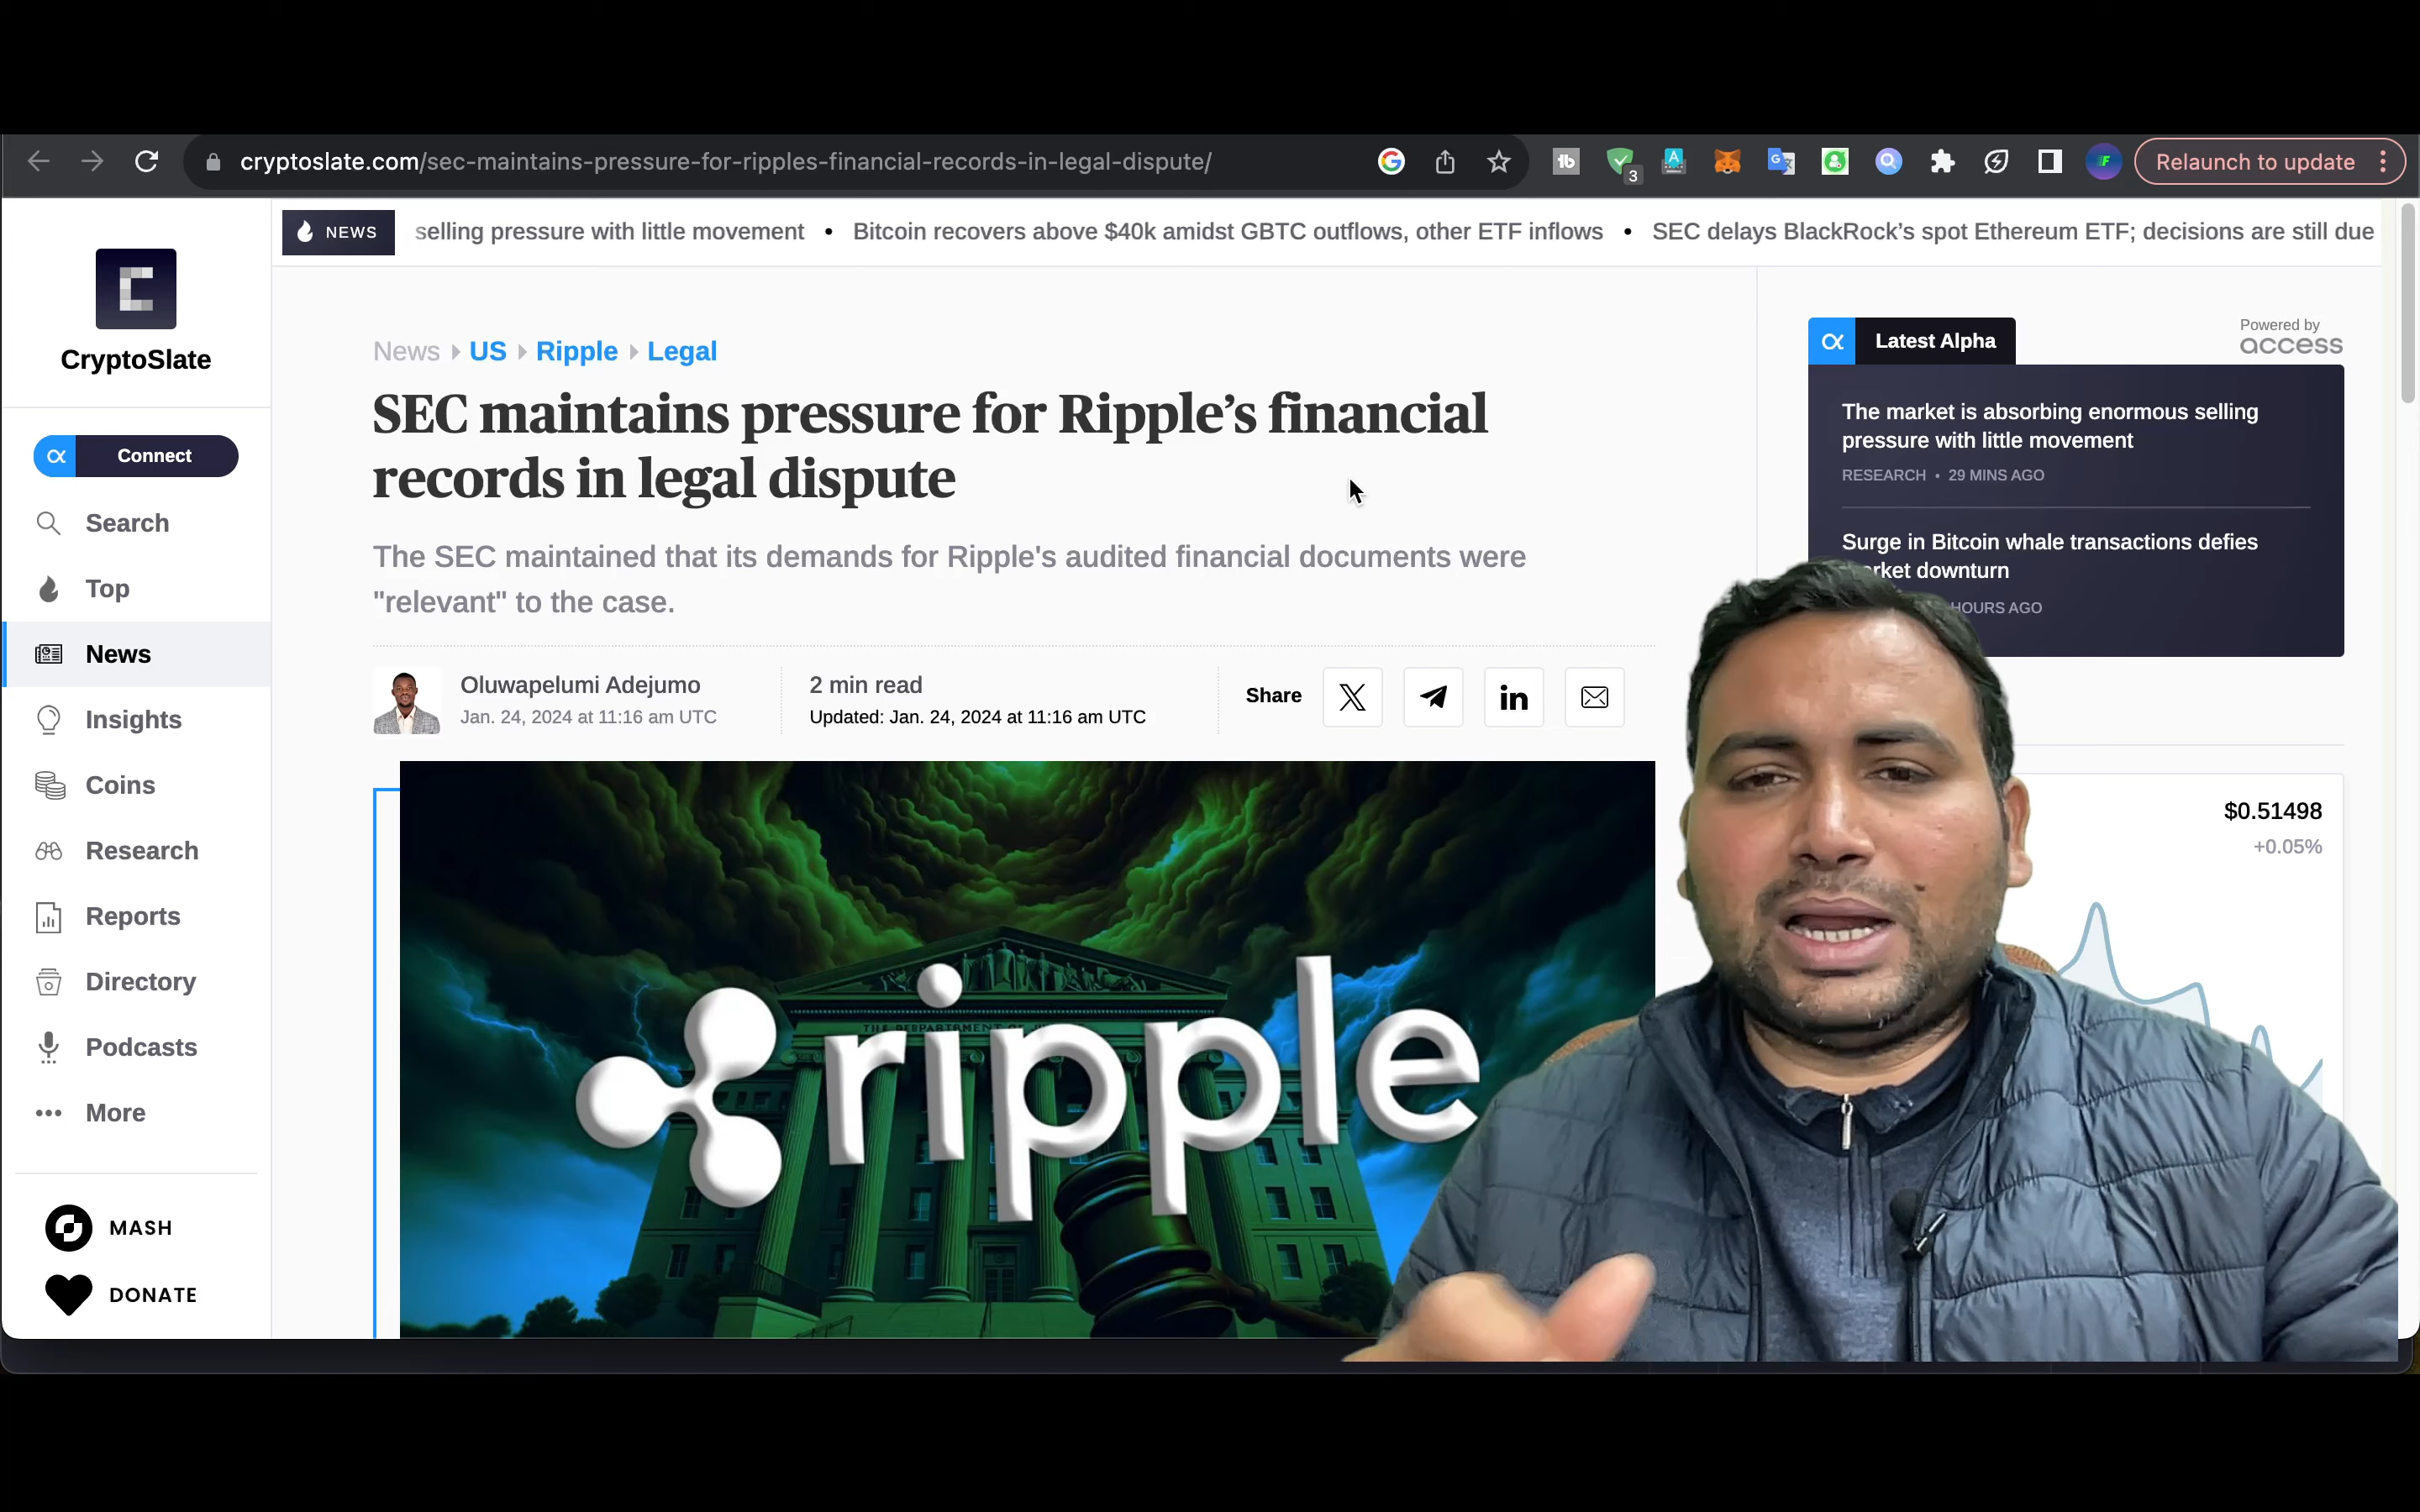 cryptoslate.com/sec-maintains-pressure-for-ripples-financial-records-in-legal-dispute/
3
Relaunch to update
NEWS
selling pressure with little movement • Bitcoin recovers above $40k amidst GBTC outflows, other ETF inflows • SEC delays BlackRock’s spot Ethereum ETF; decisions are still due
CryptoSlate
Connect
Search
Top
News
Insights
Coins
Research
Reports
Directory
Podcasts
More
MASH
DONATE
News US Ripple Legal
SEC maintains pressure for Ripple’s financial
records in legal dispute
The SEC maintained that its demands for Ripple's audited financial documents were
"relevant" to the case.
Oluwapelumi Adejumo
Jan. 24, 2024 at 11:16 am UTC
2 min read
Updated: Jan. 24, 2024 at 11:16 am UTC
Share
ripple
Latest Alpha
Powered by
access
The market is absorbing enormous selling
pressure with little movement
RESEARCH • 29 MINS AGO
Surge in Bitcoin whale transactions defies
downturn
HOURS AGO
$0.51498
+0.05%